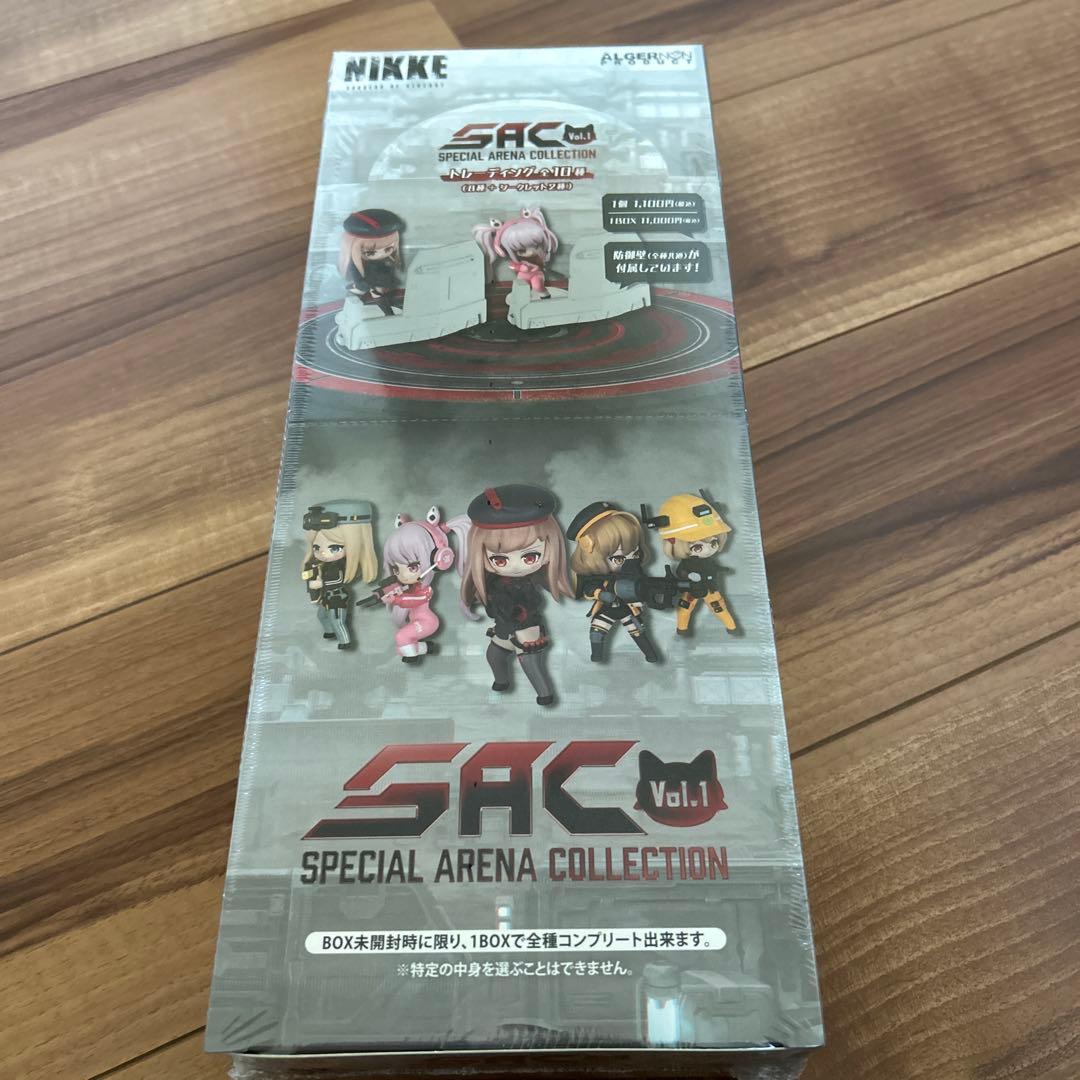 NIKKE
GODDESS OF VICTORY
ALGERNON
PRODUCT
SAC Vol.1
SPECIAL ARENA COLLECTION
トレーディング全10種
(8種+シークレット2種)
1個 1,100円(税込)
1BOX 11,000円(税込)
防御壁(全種共通)が
付属しています!
SAC Vol.1
SPECIAL ARENA COLLECTION
BOX未開封時に限り、1BOXで全種コンプリート出来ます。
※特定の中身を選ぶことはできません。